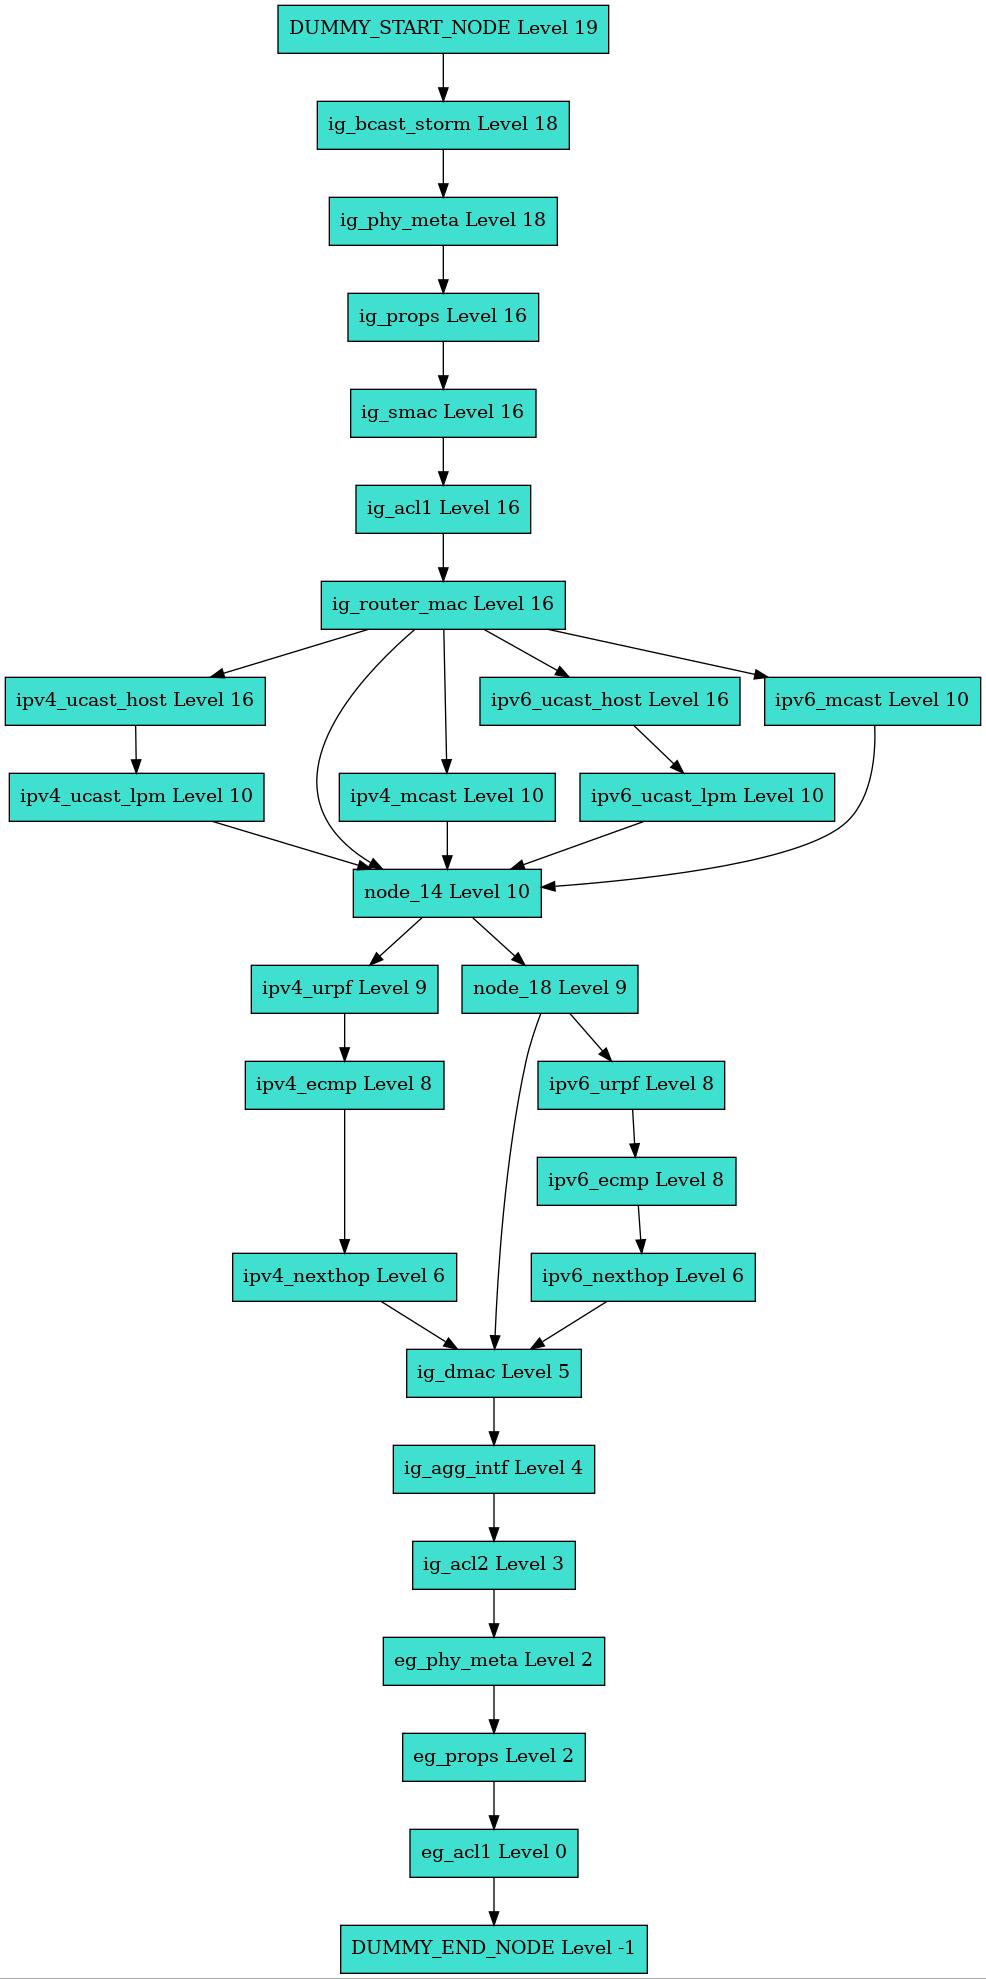 DUMMY_START_NODE Level 19
ig_bcast_storm Level 18
ig_phy_meta Level 18
ig_props Level 16
ig_smac Level 16
ig_acl1 Level 16
ig_router_mac Level 16
ipv4_ucast_host Level 16
ipv6_ucast_host Level 16
ipv6_mcast Level 10
ipv4_ucast_lpm Level 10
ipv4_mcast Level 10
ipv6_ucast_lpm Level 10
node_14 Level 10
ipv4_urpf Level 9
node_18 Level 9
ipv4_ecmp Level 8
ipv6_urpf Level 8
ipv6_ecmp Level 8
ipv4_nexthop Level 6
ipv6_nexthop Level 6
ig_dmac Level 5
ig_agg_intf Level 4
ig_acl2 Level 3
eg_phy_meta Level 2
eg_props Level 2
eg_acl1 Level 0
DUMMY_END_NODE Level -1